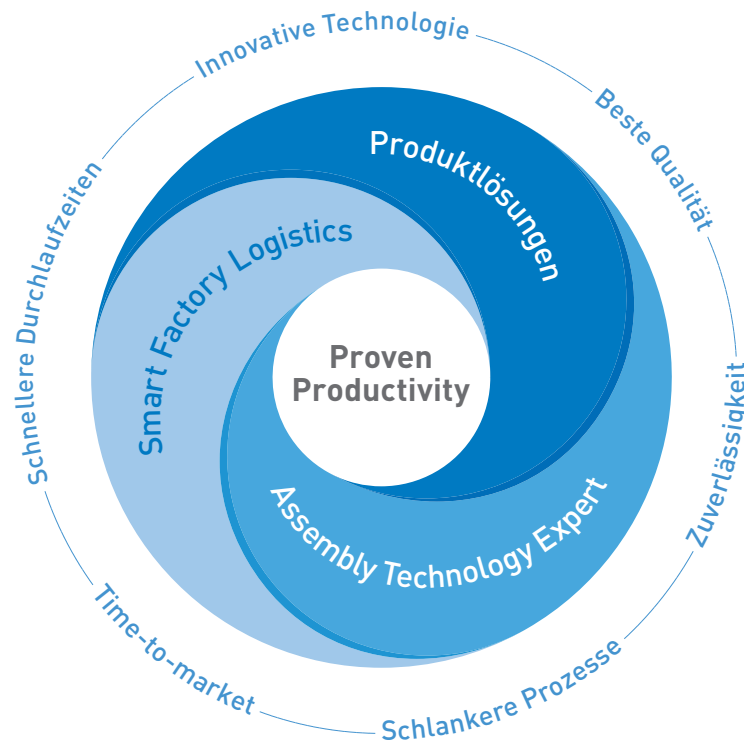 Innovative Technologie
Beste Qualität
Zuverlässigkeit
Schlankere Prozesse
Time-to-market
Schnellere Durchlaufzeiten
Produktlösungen
Assembly Technology Expert
Smart Factory Logistics
Proven
Productivity